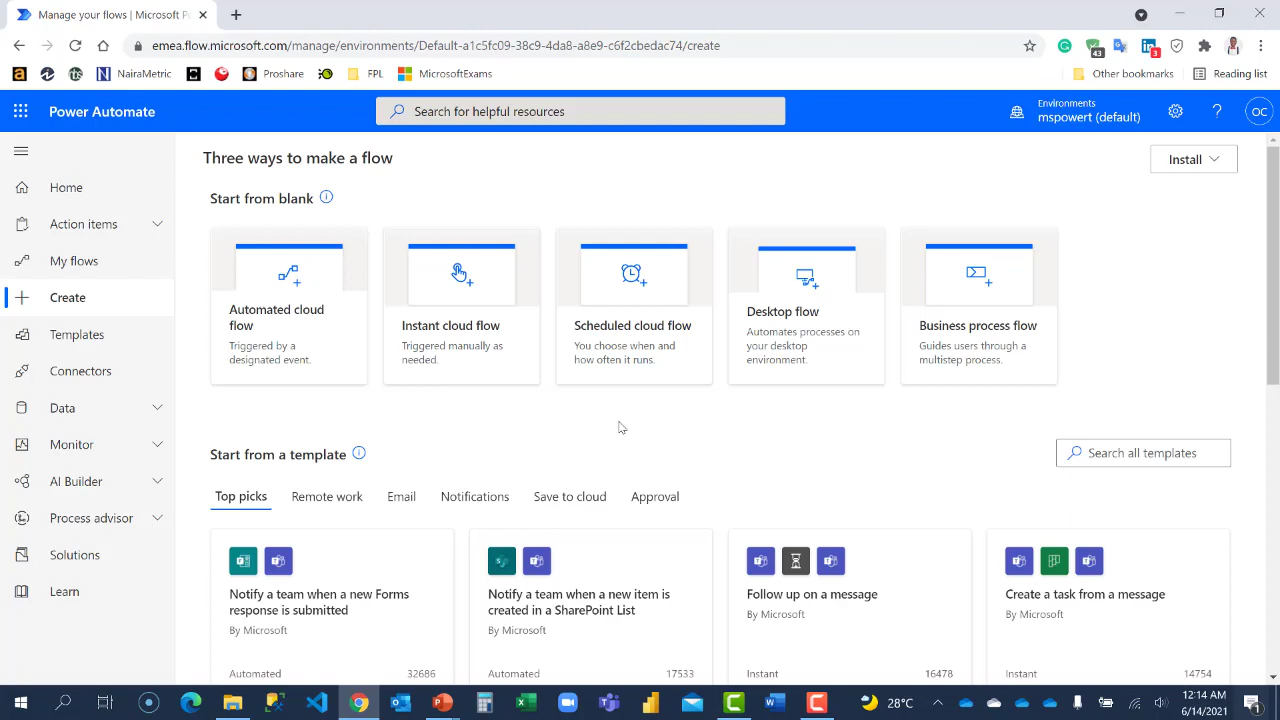 Manage your flows | Microsoft P
emea.flow.microsoft.com/manage/environments/Default-a1c5fc09-38c9-4da8-a8e9-c6f2cbedac74/create
43
3
NairaMetric
Proshare
FPL
MicrosoftExams
Other bookmarks
Reading list
Power Automate
Search for helpful resources
Environments
mspowert (default)
OC
Three ways to make a flow
Install
Home
Action items
My flows
Create
Templates
Connectors
Data
Monitor
AI Builder
Process advisor
Solutions
Learn
Start from blank
Automated cloud
flow
Triggered by a
designated event.
Instant cloud flow
Triggered manually as
needed.
Scheduled cloud flow
You choose when and
how often it runs.
Desktop flow
Automates processes on
your desktop
environment.
Business process flow
Guides users through a
multistep process.
Start from a template
Search all templates
Top picks
Remote work
Email
Notifications
Save to cloud
Approval
Notify a team when a new Forms
response is submitted
By Microsoft
Automated
32686
Notify a team when a new item is
created in a SharePoint List
By Microsoft
Automated
17533
Follow up on a message
By Microsoft
Instant
16478
Create a task from a message
By Microsoft
Instant
14754
28°C
12:14 AM
6/14/2021